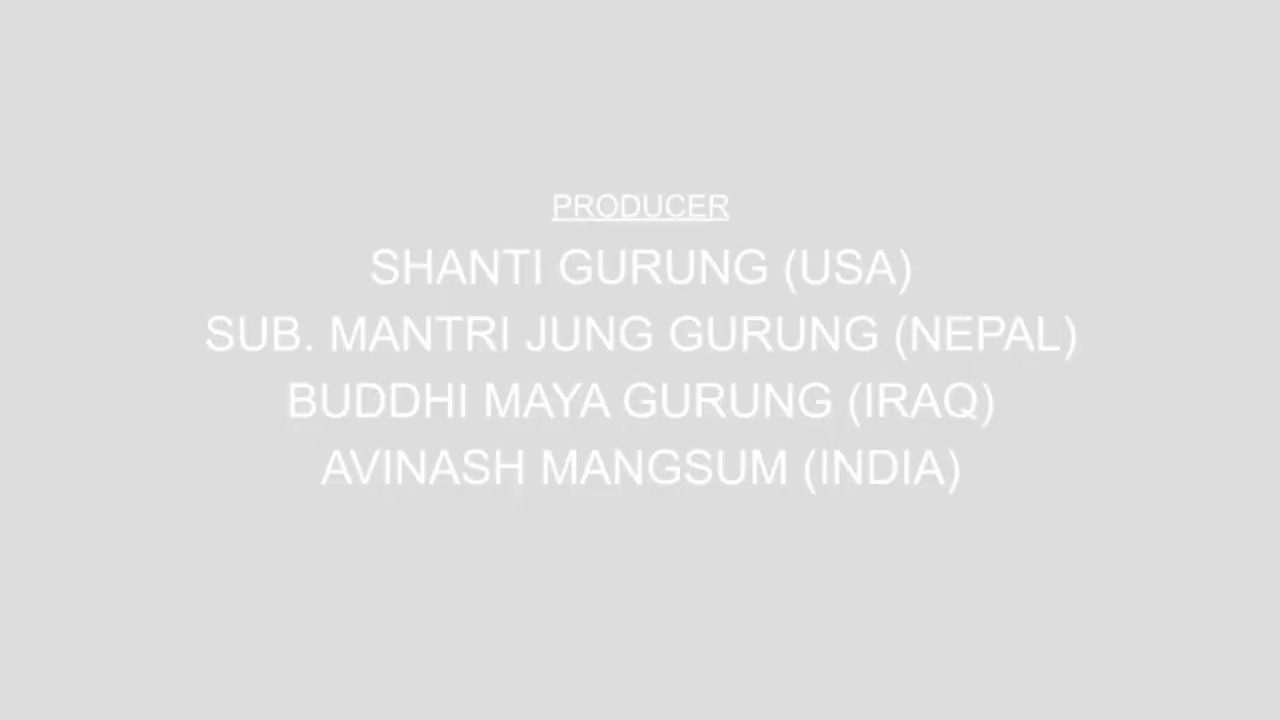 PRODUCER
SHANTI GURUNG (USA)
SUB. MANTRI JUNG GURUNG (NEPAL)
BUDDHI MAYA GURUNG (IRAQ)
AVINASH MANGSUM (INDIA)